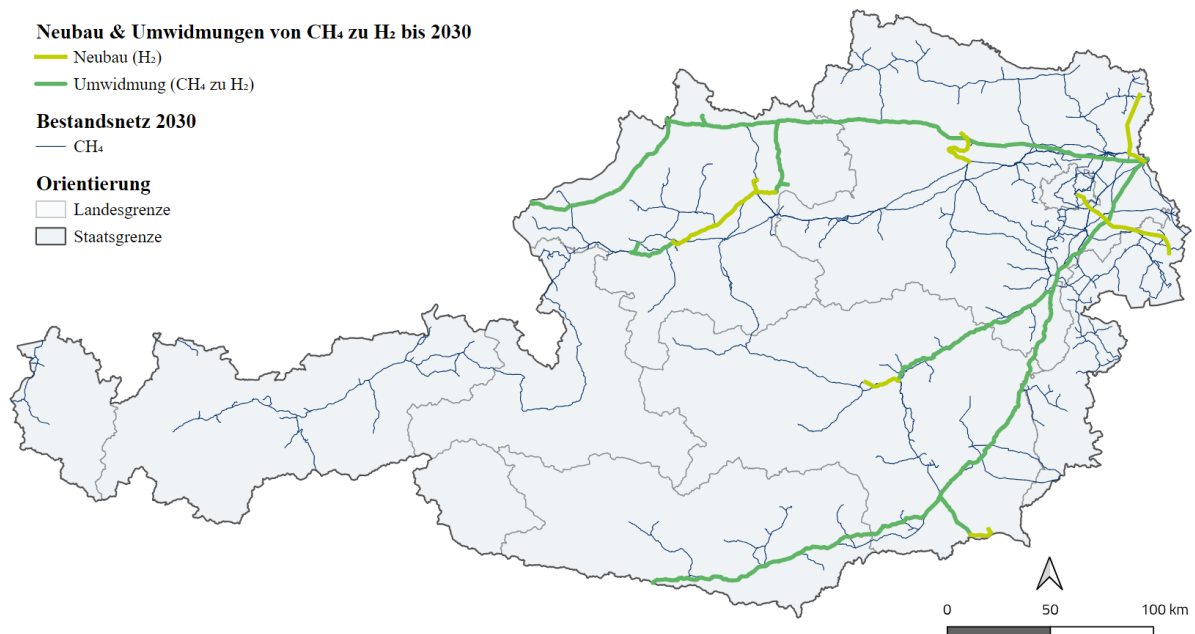 Neubau & Umwidmungen von CH₄ zu H₂ bis 2030
Neubau (H₂)
Umwidmung (CH₄ zu H₂)
Bestandsnetz 2030
CH₄
Orientierung
Landesgrenze
Staatsgrenze
0 50 100 km